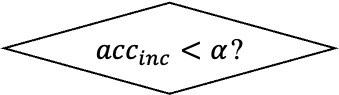 acc_inc < α?